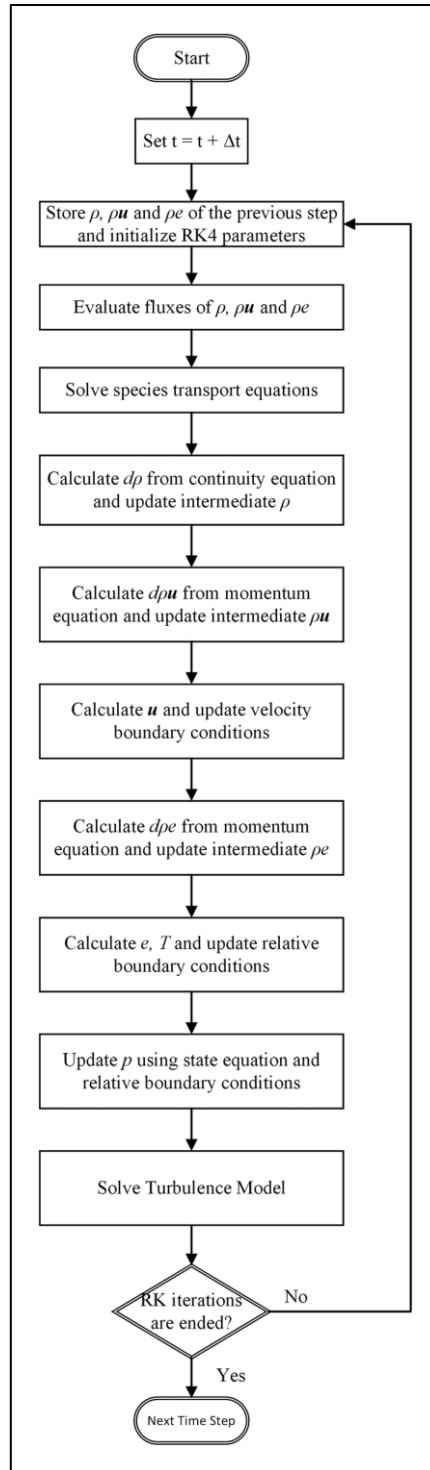 Start
Set t = t + Δt
Store ρ, ρu and ρe of the previous step
and initialize RK4 parameters
Evaluate fluxes of ρ, ρu and ρe
Solve species transport equations
Calculate dρ from continuity equation
and update intermediate ρ
Calculate dρu from momentum
equation and update intermediate ρu
Calculate u and update velocity
boundary conditions
Calculate dρe from momentum
equation and update intermediate ρe
Calculate e, T and update relative
boundary conditions
Update p using state equation and
relative boundary conditions
Solve Turbulence Model
RK iterations
are ended?
No
Yes
Next Time Step